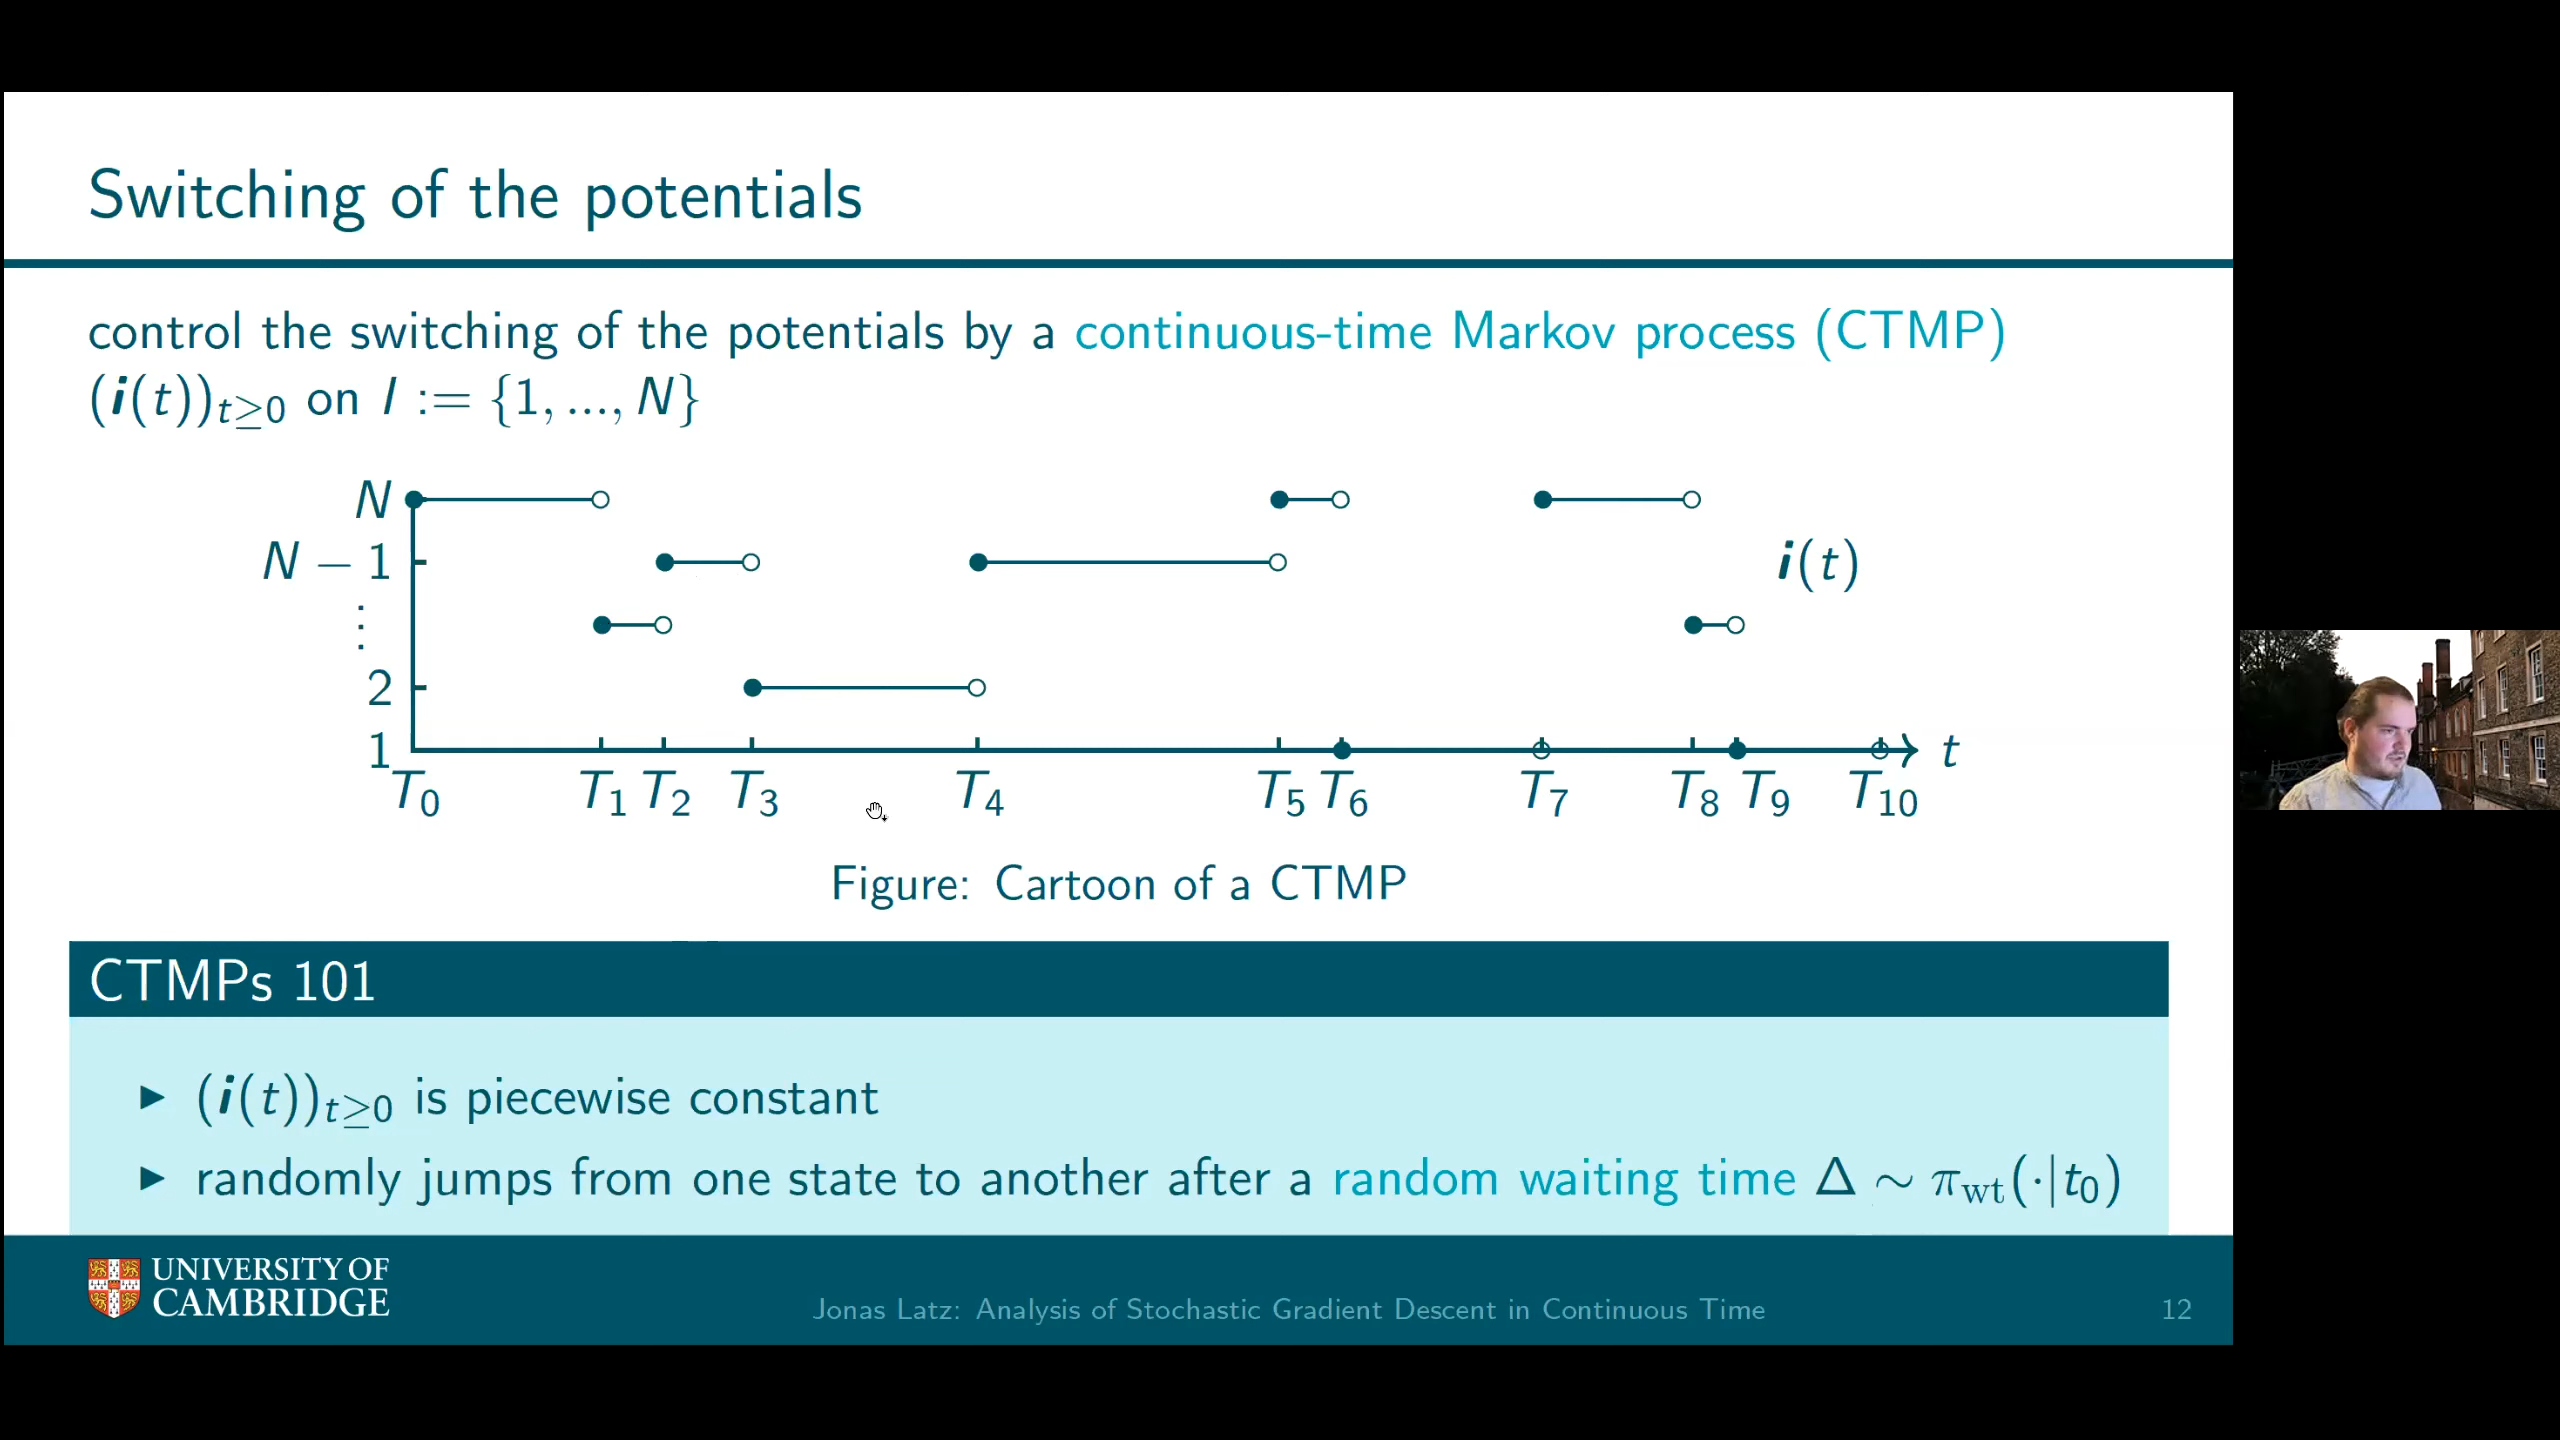 Switching of the potentials
control the switching of the potentials by a continuous-time Markov process (CTMP)
(i(t))t≥0 on I := {1, ..., N}
N
N − 1
i(t)
⋮
2
1
t
T0 T1 T2 T3 T4 T5 T6 T7 T8 T9 T10
Figure: Cartoon of a CTMP
CTMPs 101
▶ (i(t))t≥0 is piecewise constant
▶ randomly jumps from one state to another after a random waiting time Δ ∼ πwt(·|t0)
UNIVERSITY OF
CAMBRIDGE
Jonas Latz: Analysis of Stochastic Gradient Descent in Continuous Time
12